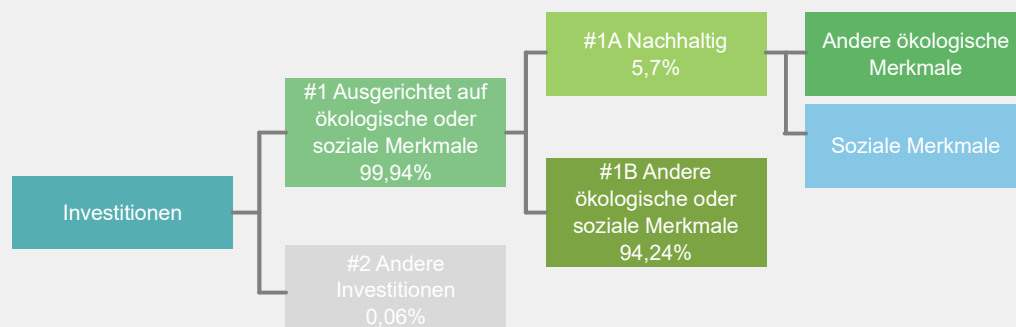 Investitionen
#1 Ausgerichtet auf
ökologische oder
soziale Merkmale
99,94%
#2 Andere
Investitionen
0,06%
#1A Nachhaltig
5,7%
#1B Andere
ökologische oder
soziale Merkmale
94,24%
Andere ökologische
Merkmale
Soziale Merkmale